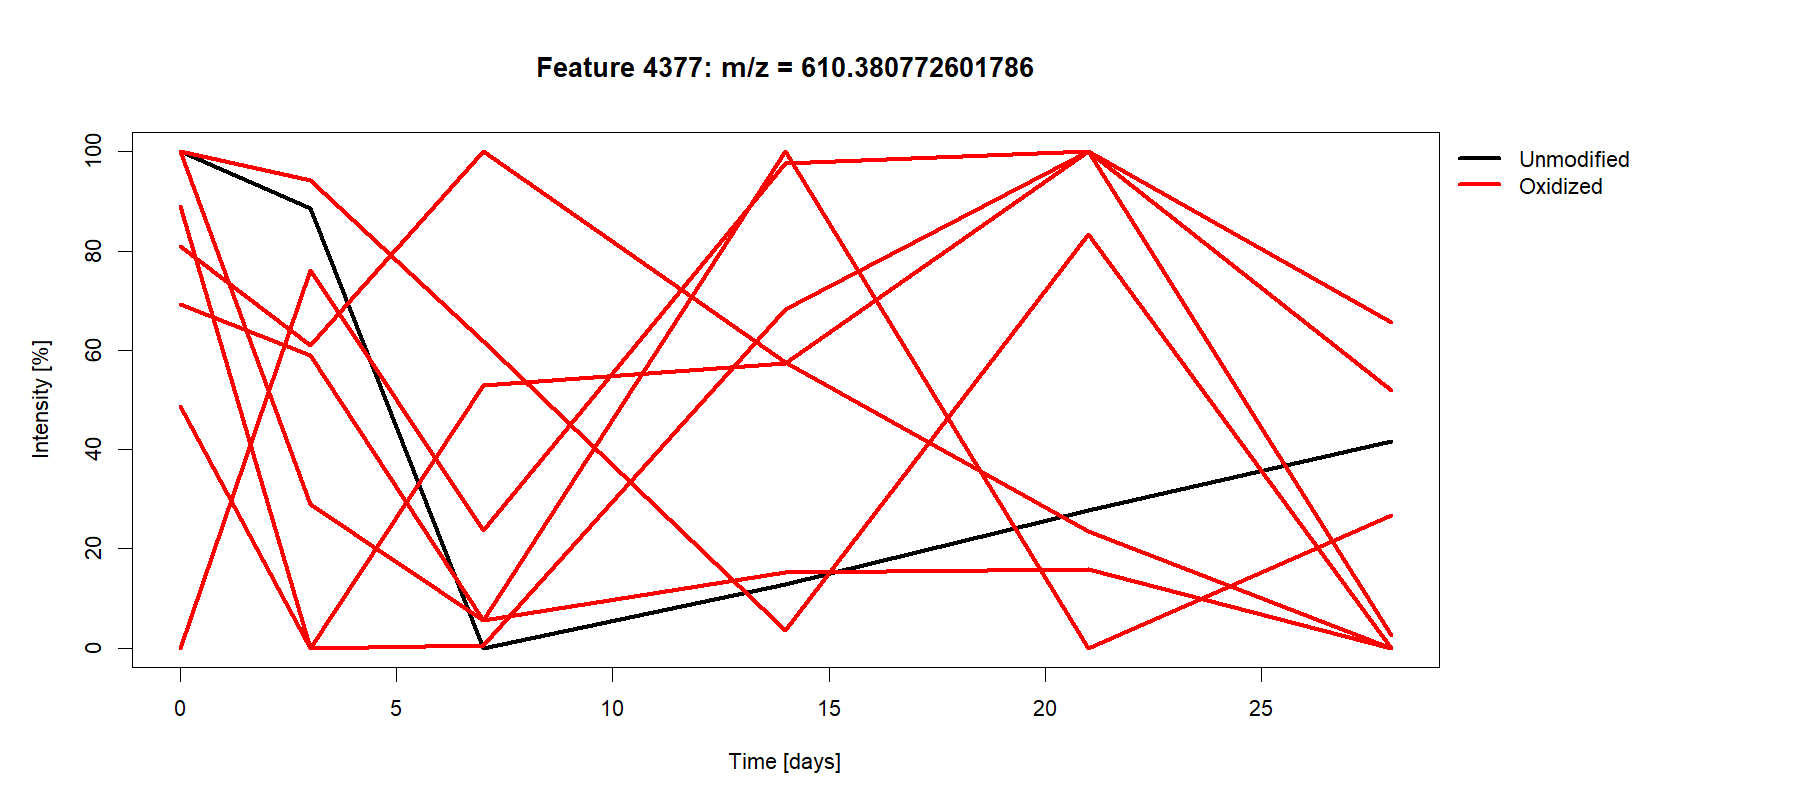 Feature 4377: m/z = 610.380772601786
Unmodified
Oxidized
Intensity [%]
100
80
60
40
20
0
0 5 10 15 20 25
Time [days]